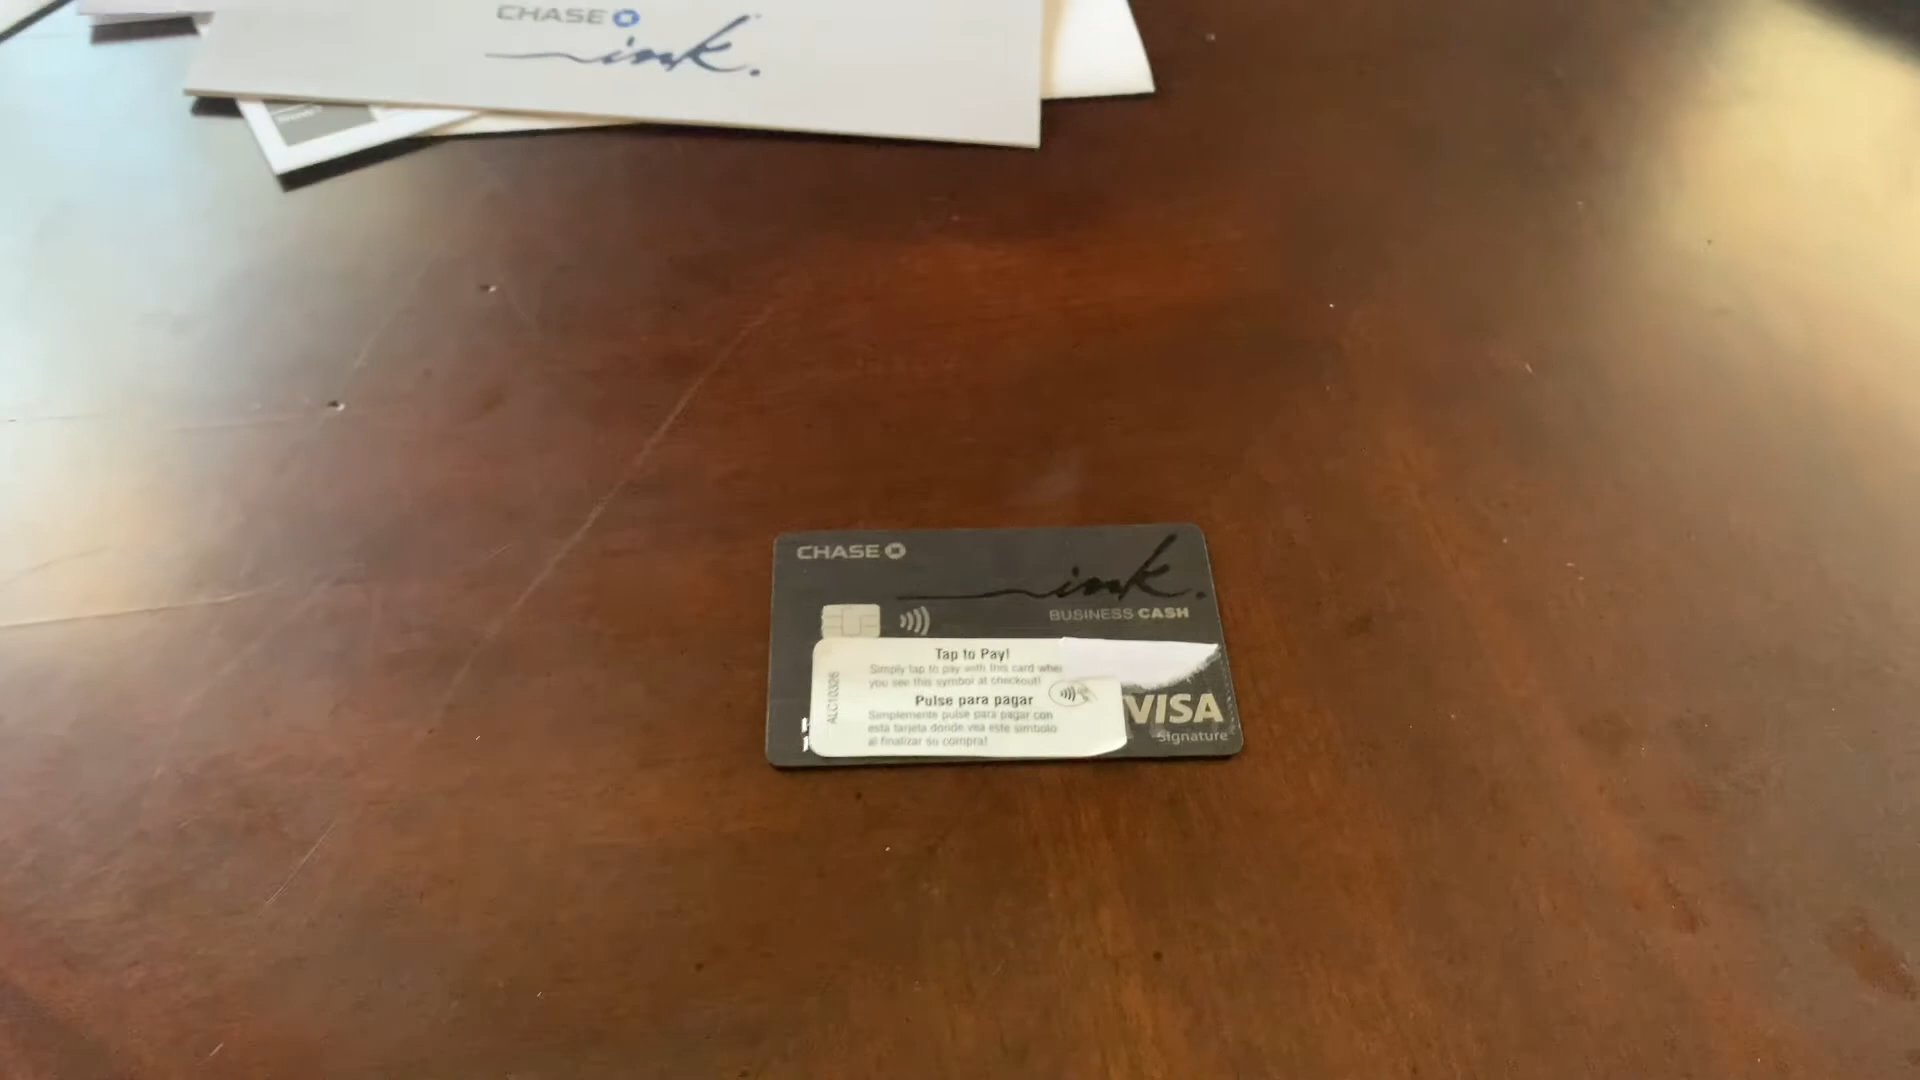 CHASE
ink.
CHASE
ink.
BUSINESS CASH
Tap to Pay!
Simply tap to pay with this card when
you see this symbol at checkout!
Pulse para pagar
Simplemente pulse para pagar con
esta tarjeta donde vea este símbolo
al finalizar su compra!
ALC10326
VISA
Signature